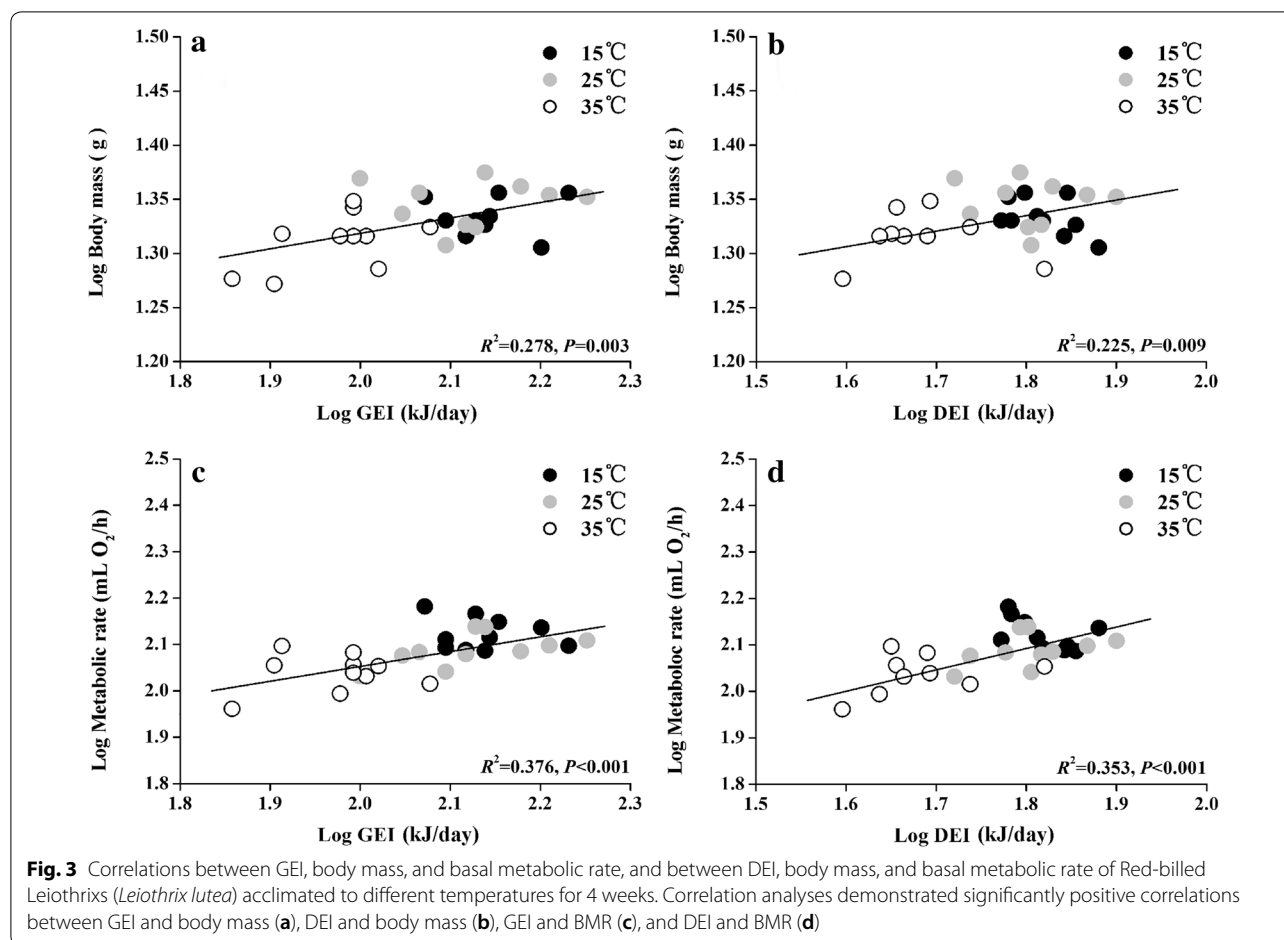 a
1.50
1.45
1.40
1.35
1.30
1.25
1.20
Log Body mass ( g )
15℃
25℃
35℃
R²=0.278, P=0.003
1.8 1.9 2.0 2.1 2.2 2.3
Log GEI (kJ/day)
b
1.50
1.45
1.40
1.35
1.30
1.25
1.20
Log Body mass ( g )
15℃
25℃
35℃
R²=0.225, P=0.009
1.5 1.6 1.7 1.8 1.9 2.0
Log DEI (kJ/day)
c
2.5
2.4
2.3
2.2
2.1
2.0
1.9
1.8
Log Metabolic rate (mL O₂/h)
15℃
25℃
35℃
R²=0.376, P<0.001
1.8 1.9 2.0 2.1 2.2 2.3
Log GEI (kJ/day)
d
2.5
2.4
2.3
2.2
2.1
2.0
1.9
1.8
Log Metaboloc rate (mL O₂/h)
15℃
25℃
35℃
R²=0.353, P<0.001
1.5 1.6 1.7 1.8 1.9 2.0
Log DEI (kJ/day)
Fig. 3 Correlations between GEI, body mass, and basal metabolic rate, and between DEI, body mass, and basal metabolic rate of Red-billed
Leiothrixs (Leiothrix lutea) acclimated to different temperatures for 4 weeks. Correlation analyses demonstrated significantly positive correlations
between GEI and body mass (a), DEI and body mass (b), GEI and BMR (c), and DEI and BMR (d)